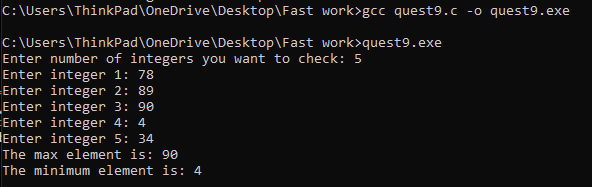 C:\Users\ThinkPad\OneDrive\Desktop\Fast work>gcc quest9.c -o quest9.exe
C:\Users\ThinkPad\OneDrive\Desktop\Fast work>quest9.exe
Enter number of integers you want to check: 5
Enter integer 1: 78
Enter integer 2: 89
Enter integer 3: 90
Enter integer 4: 4
Enter integer 5: 34
The max element is: 90
The minimum element is: 4